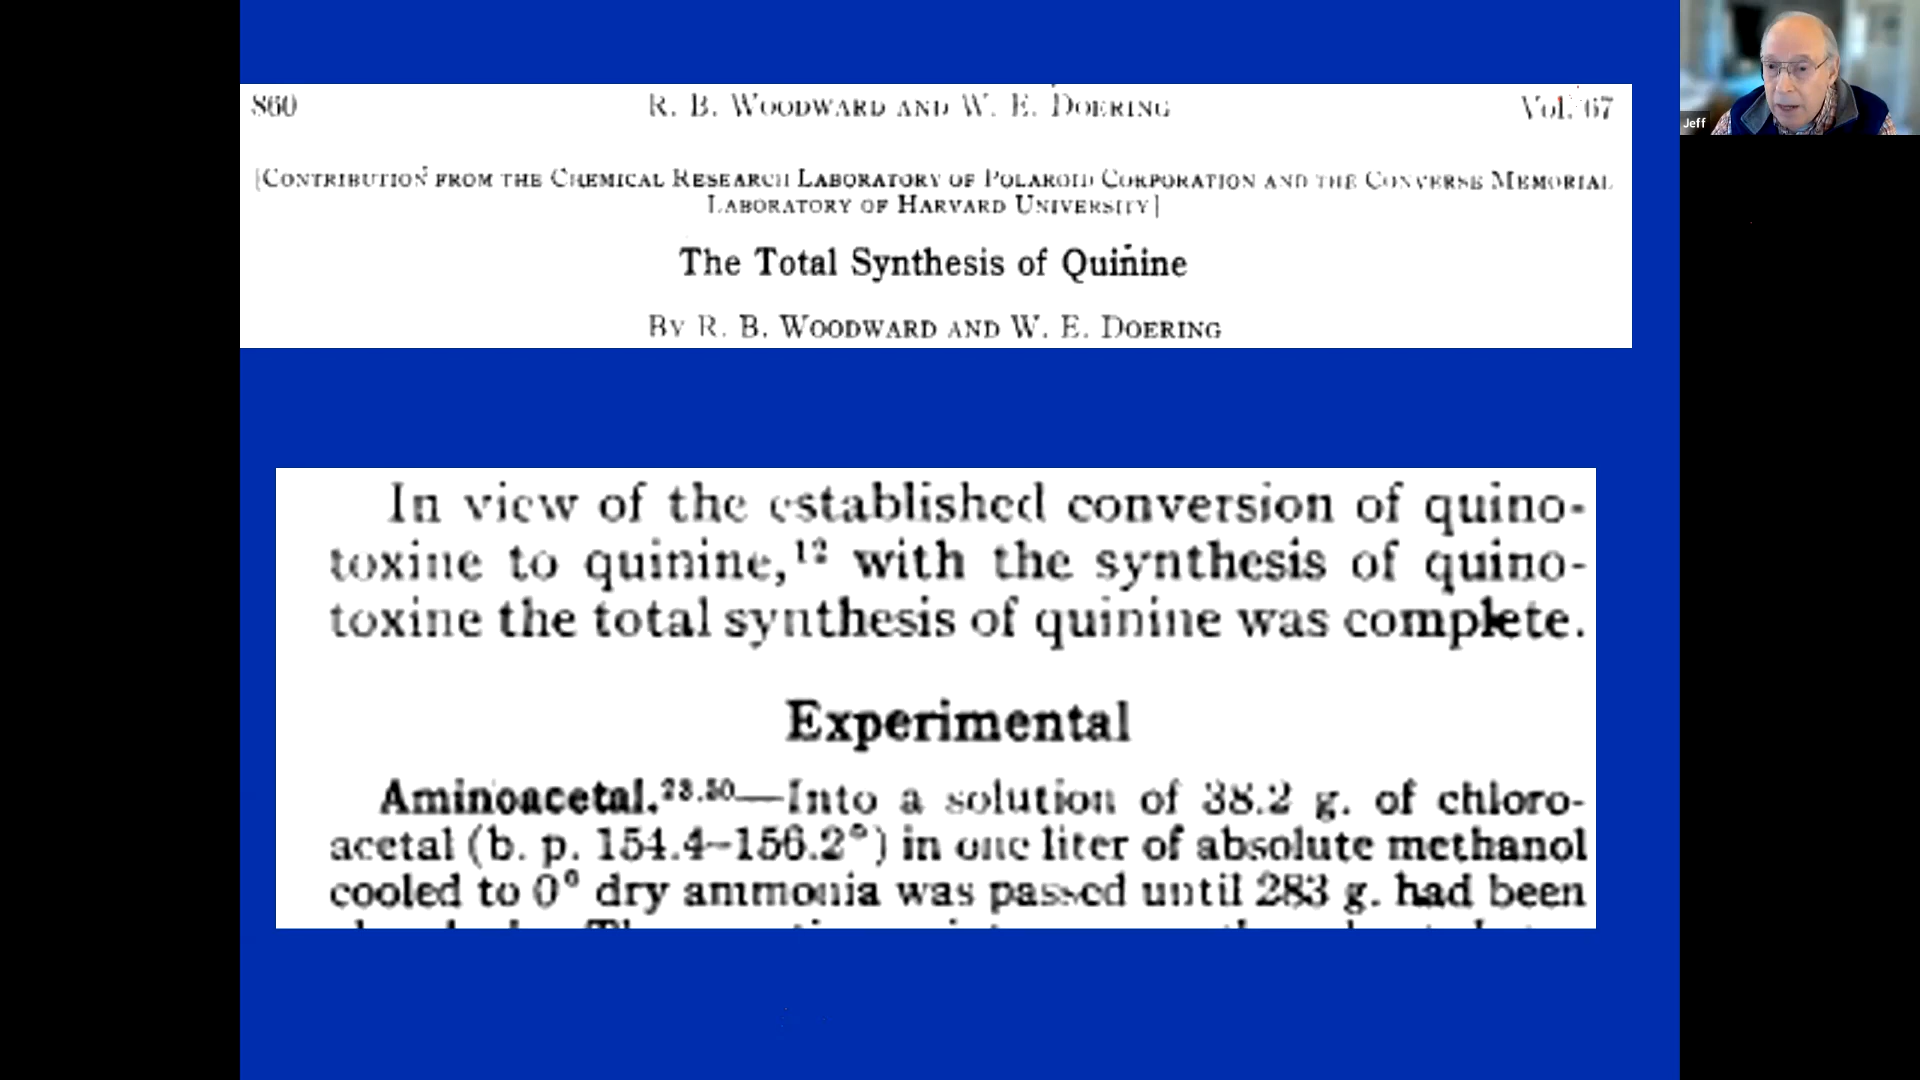 860 R. B. WOODWARD AND W. E. DOERING Vol. 67
[CONTRIBUTION FROM THE CHEMICAL RESEARCH LABORATORY OF POLAROID CORPORATION AND THE CONVERSE MEMORIAL
LABORATORY OF HARVARD UNIVERSITY]
The Total Synthesis of Quinine
BY R. B. WOODWARD AND W. E. DOERING
In view of the established conversion of quino-
toxine to quinine,¹² with the synthesis of quino-
toxine the total synthesis of quinine was complete.
Experimental
Aminoacetal.²³·³⁰—Into a solution of 38.2 g. of chloro-
acetal (b. p. 154.4–156.2°) in one liter of absolute methanol
cooled to 0° dry ammonia was passed until 283 g. had been
Jeff